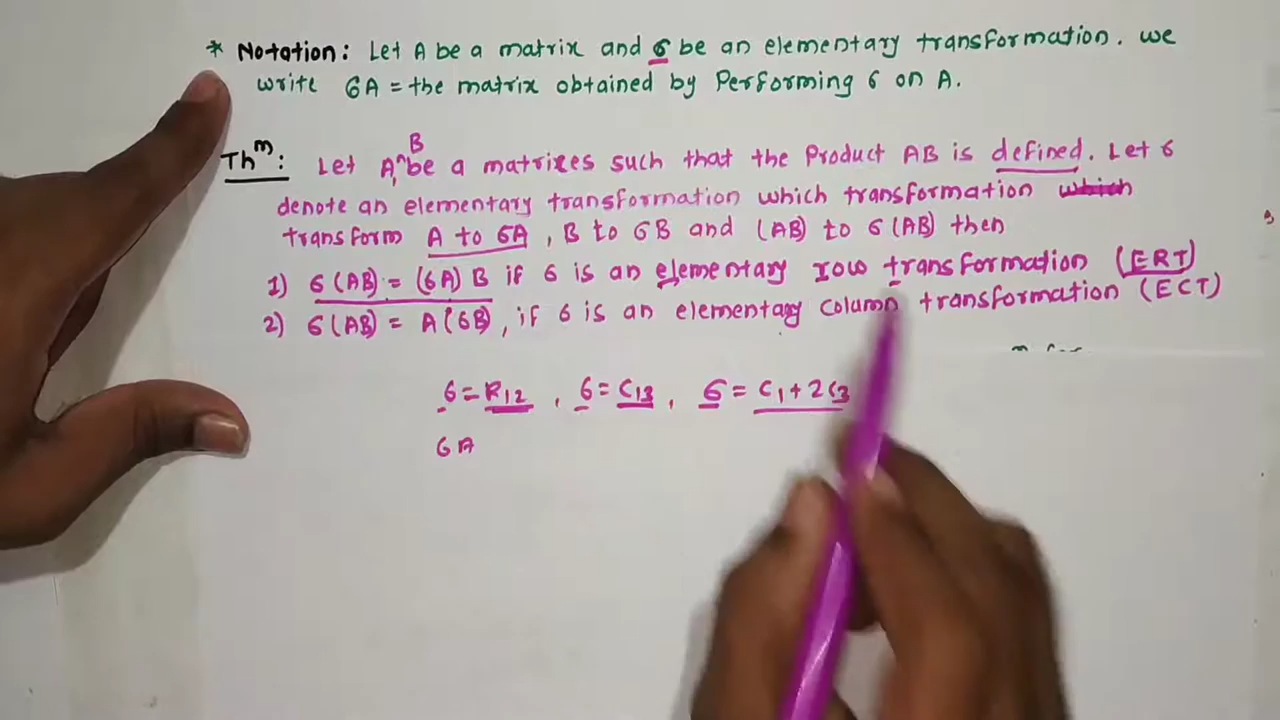 * Notation: Let A be a matrix and 6 be an elementary transformation. we
write 6A = the matrix obtained by Performing 6 on A.
Thm: Let A, B be a matrixes such that the Product AB is defined. Let 6
denote an elementary transformation which transformation which
transform A to 6A, B to 6B and (AB) to 6(AB) then
1) 6(AB) = (6A)B if 6 is an elementary row transformation (ERT)
2) 6(AB) = A(6B), if 6 is an elementary column transformation (ECT)
6 = R12, 6 = C13, 6 = C1 + 2C3
6A